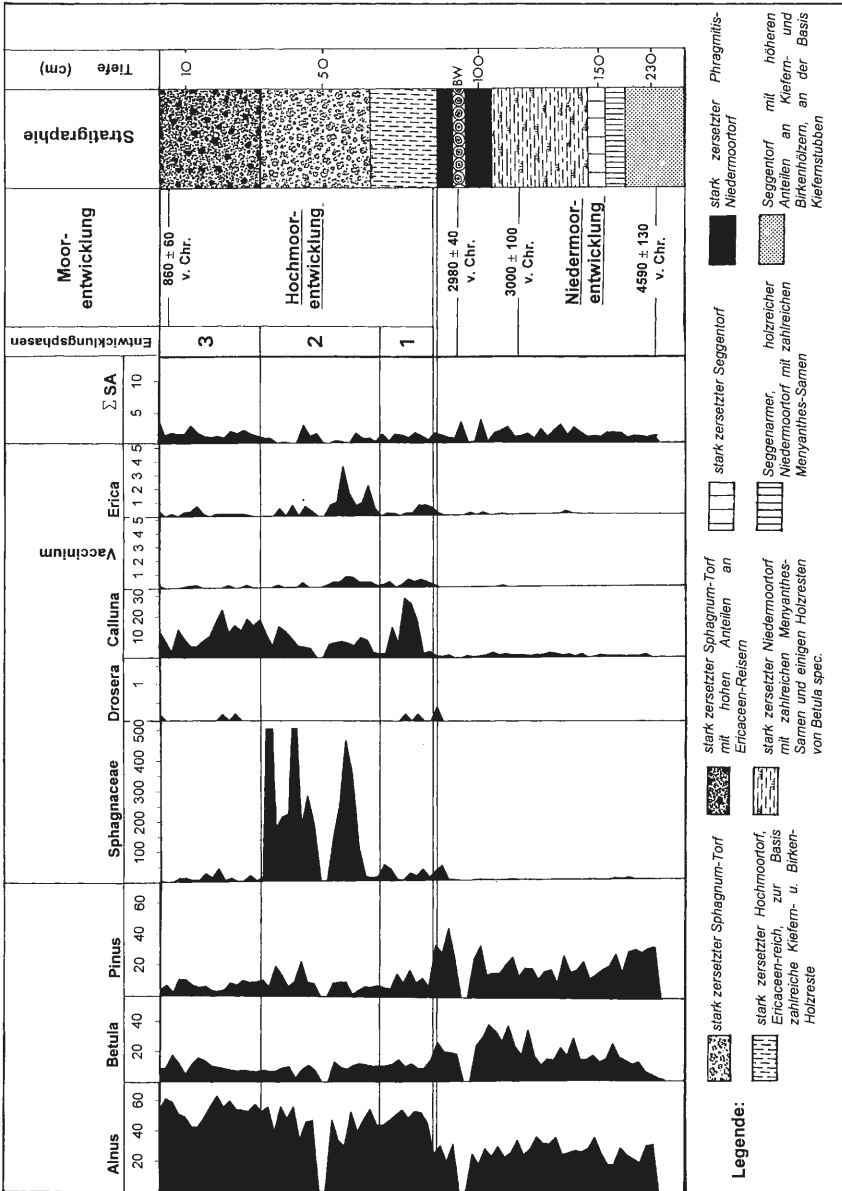 Tiefe (cm)
10
50
BW
100
150
230
Stratigraphie
Moor-
entwicklung
860 ± 60
v. Chr.
Hochmoor-
entwicklung
2980 ± 40
v. Chr.
3000 ± 100
v. Chr.
Niedermoor-
entwicklung
4590 ± 130
v. Chr.
Entwicklungsphasen
3
2
1
Σ SA
5 10
Erica
1 2 3 4 5
Vaccinium
1 2 3 4 5
Calluna
10 20 30
Drosera
1
Sphagnaceae
100 200 300 400 500
Pinus
20 40 60
Betula
20 40
Alnus
20 40 60
Legende:
stark zersetzter Sphagnum-Torf
stark zersetzter Hochmoortorf,
Ericaceen-reich, zur Basis
zahlreiche Kiefern- u. Birken-
Holzreste
stark zersetzter Sphagnum-Torf
mit hohen Anteilen an
Ericaceen-Reisern
stark zersetzter Niedermoortorf
mit zahlreichen Menyanthes-
Samen und einigen Holzresten
von Betula spec.
stark zersetzter Seggentorf
Seggenarmer, holzreicher
Niedermoortorf mit zahlreichen
Menyanthes-Samen
stark zersetzter Phragmitis-
Niedermoortorf
Seggentorf mit höheren
Anteilen an Kiefern- und
Birkenhölzern, an der Basis
Kiefernstubben